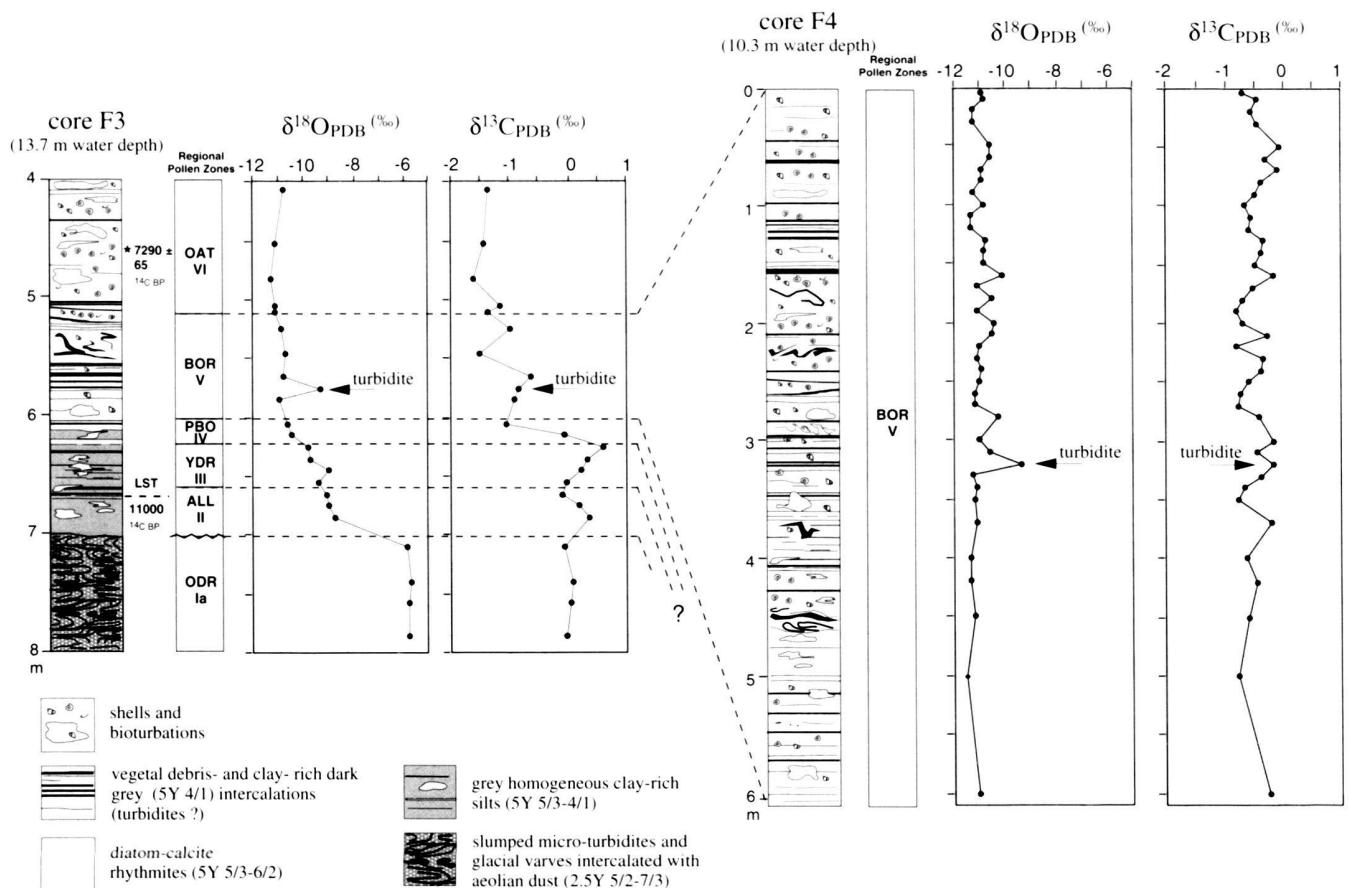 core F3
(13.7 m water depth)
Regional
Pollen Zones
δ18OPDB (‰)
-12 -10 -8 -6
δ13CPDB (‰)
-2 -1 0 1
4
5
6
7
8
m
★ 7290 ±
65
14C BP
LST
11000
14C BP
OAT
VI
BOR
V
PBO
IV
YDR
III
ALL
II
ODR
Ia
turbidite
turbidite
?
core F4
(10.3 m water depth)
Regional
Pollen Zones
δ18OPDB (‰)
-12 -10 -8 -6
δ13CPDB (‰)
-2 -1 0 1
0
1
2
3
4
5
6
m
BOR
V
turbidite
turbidite
shells and
bioturbations
vegetal debris- and clay- rich dark
grey (5Y 4/1) intercalations
(turbidites ?)
diatom-calcite
rhythmites (5Y 5/3-6/2)
grey homogeneous clay-rich
silts (5Y 5/3-4/1)
slumped micro-turbidites and
glacial varves intercalated with
aeolian dust (2.5Y 5/2-7/3)